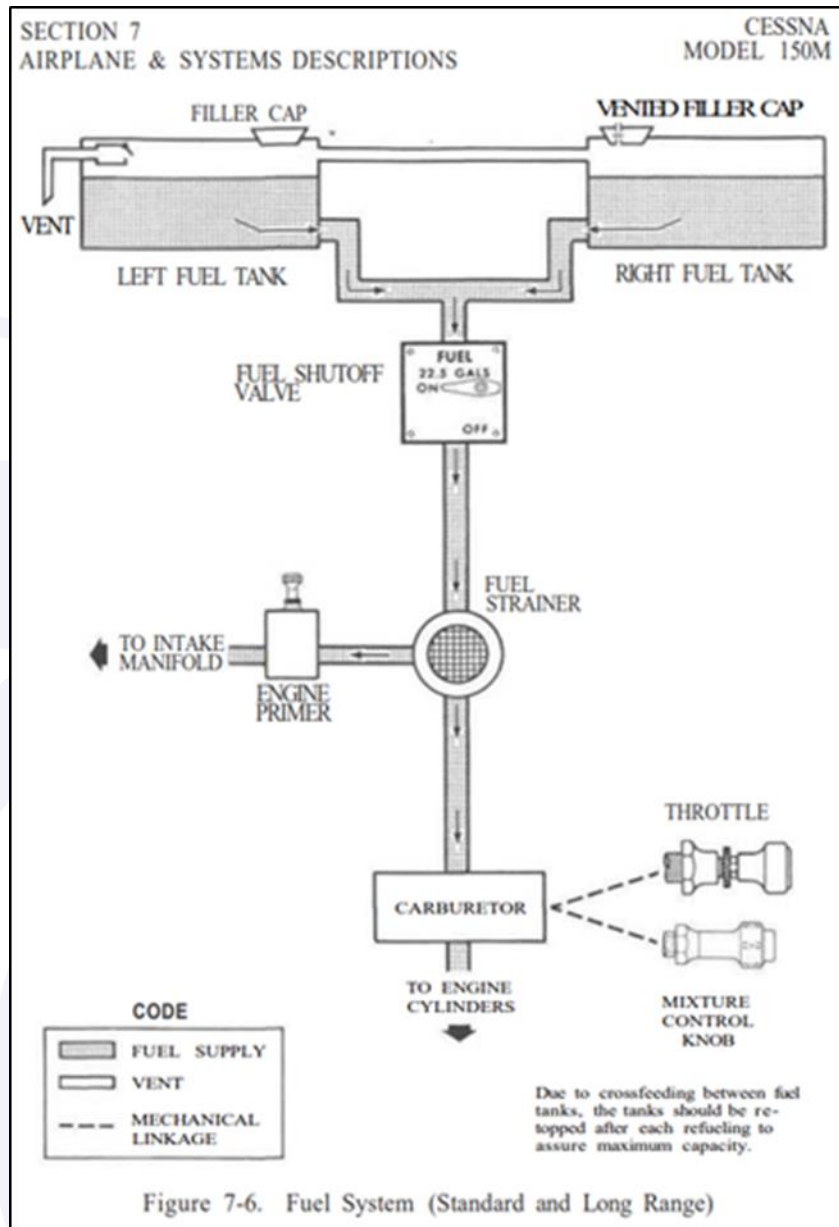 SECTION 7
AIRPLANE & SYSTEMS DESCRIPTIONS
CESSNA
MODEL 150M
FILLER CAP
VENTED FILLER CAP
VENT
LEFT FUEL TANK
RIGHT FUEL TANK
FUEL SHUTOFF
VALVE
FUEL
22.5 GALS
ON
OFF
FUEL
STRAINER
TO INTAKE
MANIFOLD
ENGINE
PRIMER
THROTTLE
CARBURETOR
TO ENGINE
CYLINDERS
MIXTURE
CONTROL
KNOB
CODE
FUEL SUPPLY
VENT
MECHANICAL
LINKAGE
Due to crossfeeding between fuel
tanks, the tanks should be re-
topped after each refueling to
assure maximum capacity.
Figure 7-6. Fuel System (Standard and Long Range)